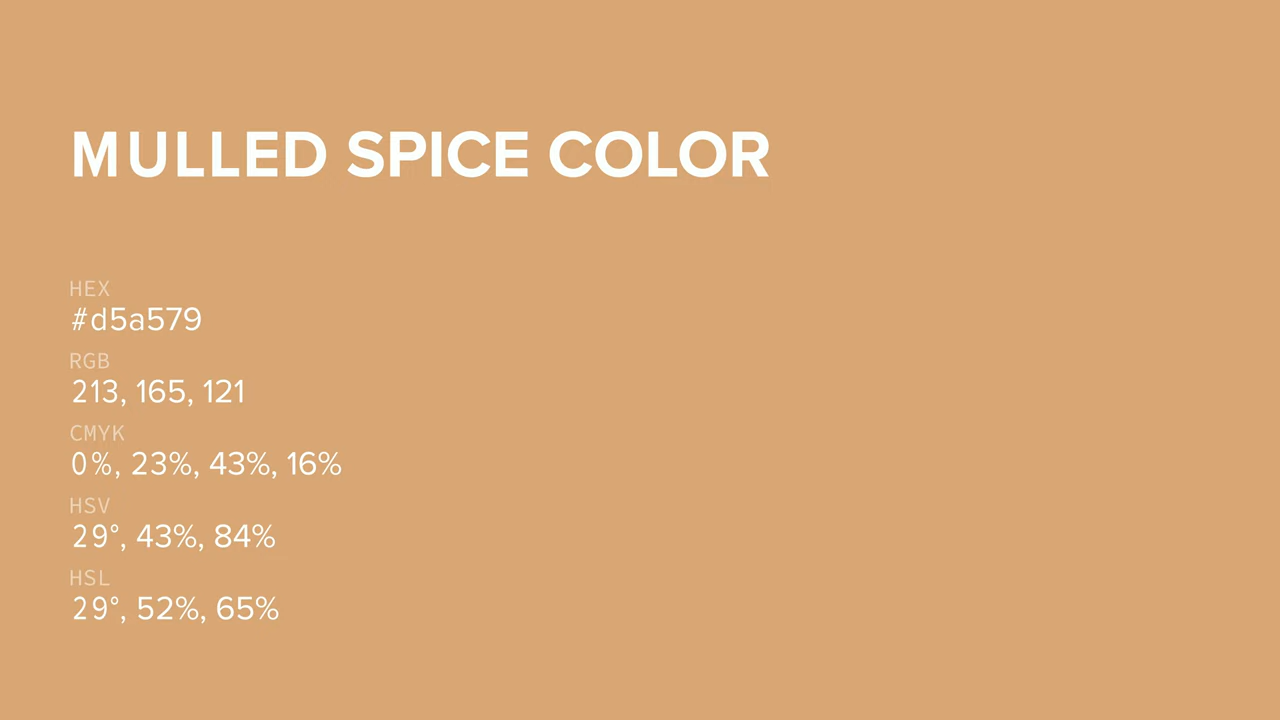 MULLED SPICE COLOR
HEX
#d5a579
RGB
213, 165, 121
CMYK
0%, 23%, 43%, 16%
HSV
29°, 43%, 84%
HSL
29°, 52%, 65%